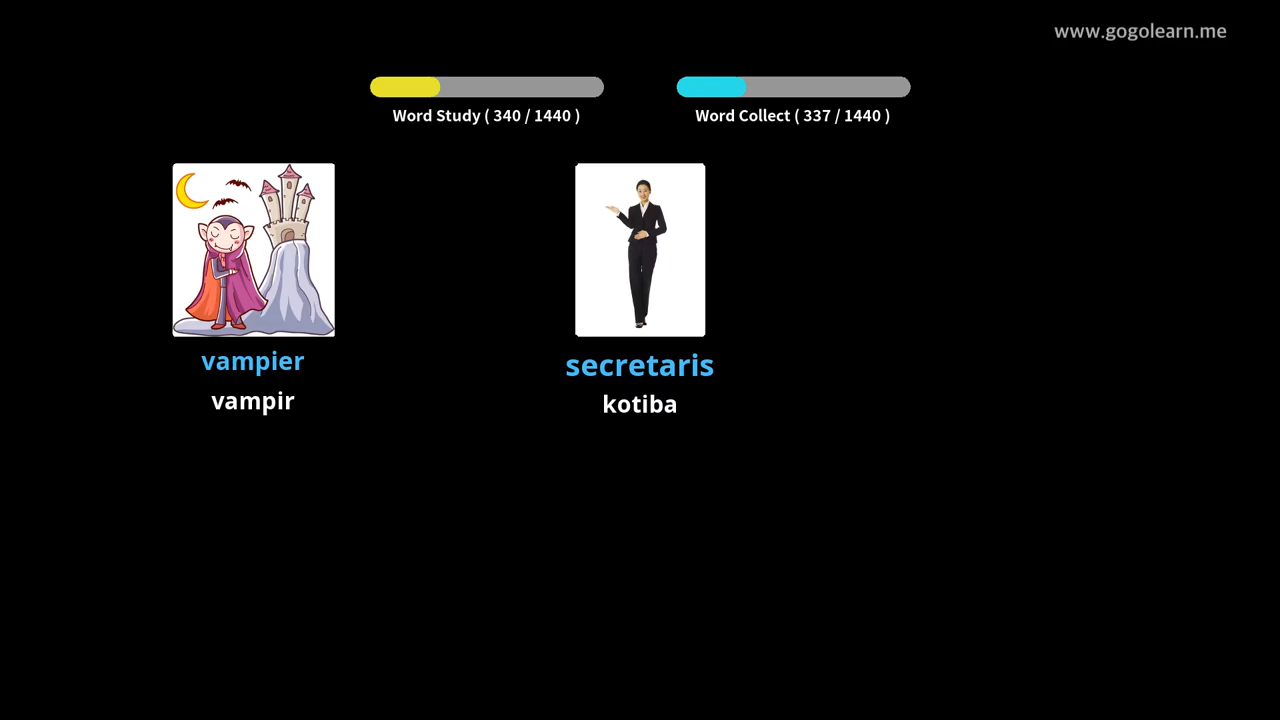 www.gogolearn.me
Word Study ( 340 / 1440 )
Word Collect ( 337 / 1440 )
vampier
vampir
secretaris
kotiba